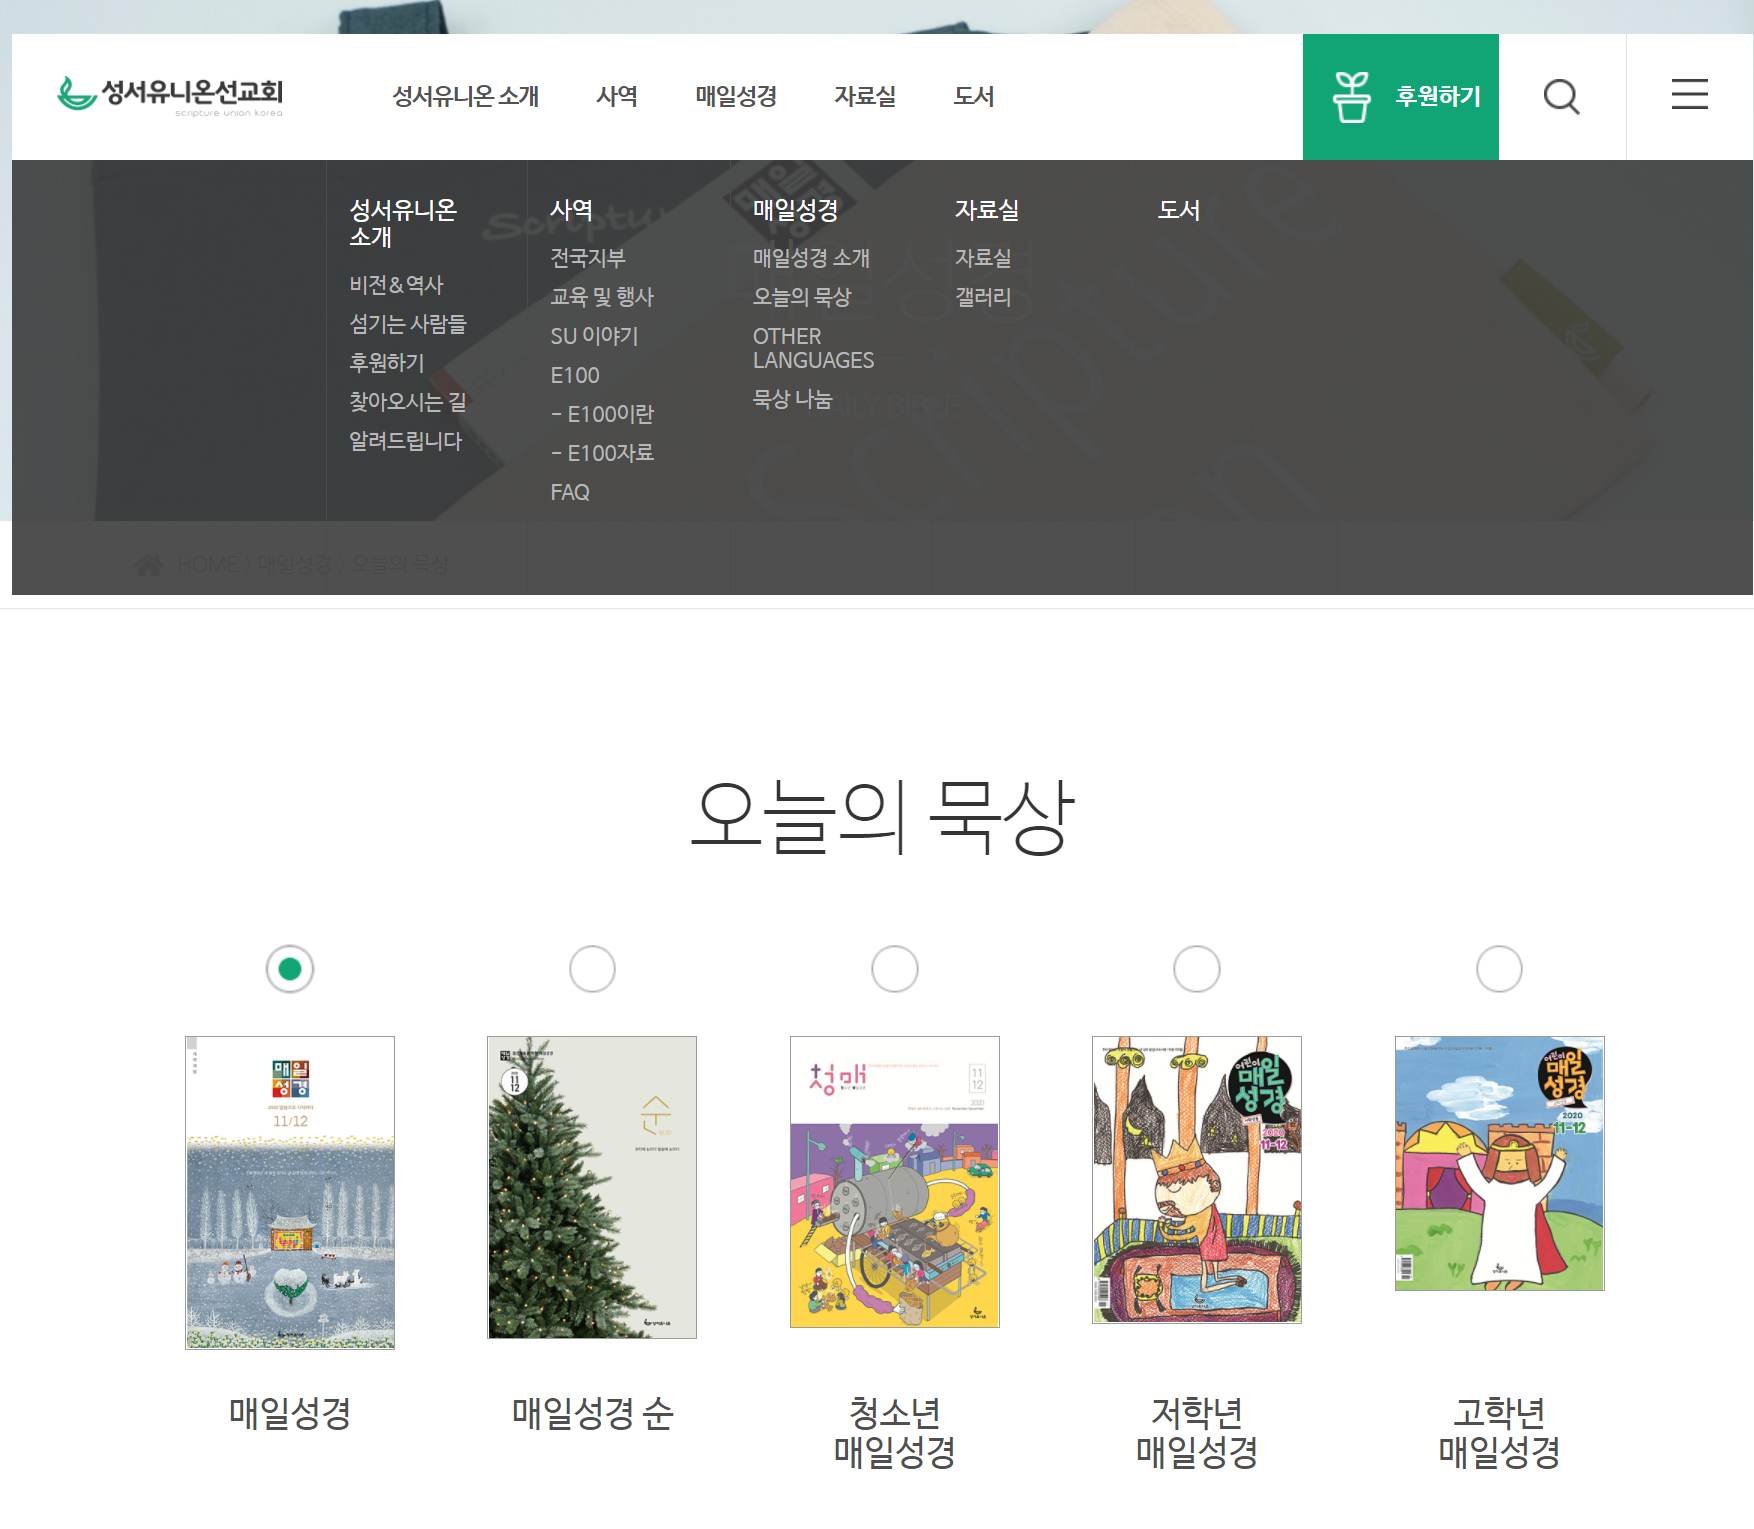 성서유니온선교회
scripture union korea
성서유니온 소개
사역
매일성경
자료실
도서
후원하기
성서유니온
소개
비전&역사
섬기는 사람들
후원하기
찾아오시는 길
알려드립니다
사역
전국지부
교육 및 행사
SU 이야기
E100
- E100이란
- E100자료
FAQ
매일성경
매일성경 소개
오늘의 묵상
OTHER
LANGUAGES
묵상 나눔
자료실
자료실
갤러리
도서
HOME > 매일성경 > 오늘의 묵상
오늘의 묵상
매일
성경
11/12
11
12
순
SUD
청매
11
12
2020
어린이
매일
성경
2020
11-12
어린이
매일
성경
2020
11-12
매일성경
매일성경 순
청소년
매일성경
저학년
매일성경
고학년
매일성경